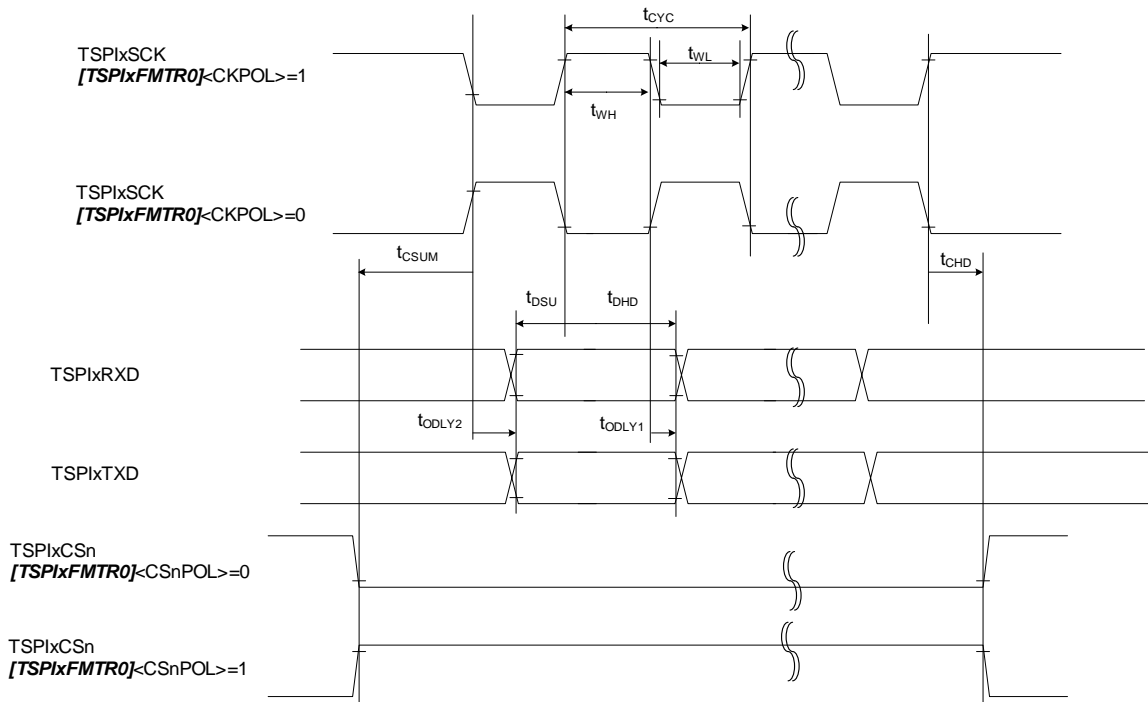 tCYC
TSPIxSCK
[TSPIxFMTR0]<CKPOL>=1
tWL
tWH
TSPIxSCK
[TSPIxFMTR0]<CKPOL>=0
tCSUM
tCHD
tDSU
tDHD
TSPIxRXD
tODLY2
tODLY1
TSPIxTXD
TSPIxCSn
[TSPIxFMTR0]<CSnPOL>=0
TSPIxCSn
[TSPIxFMTR0]<CSnPOL>=1